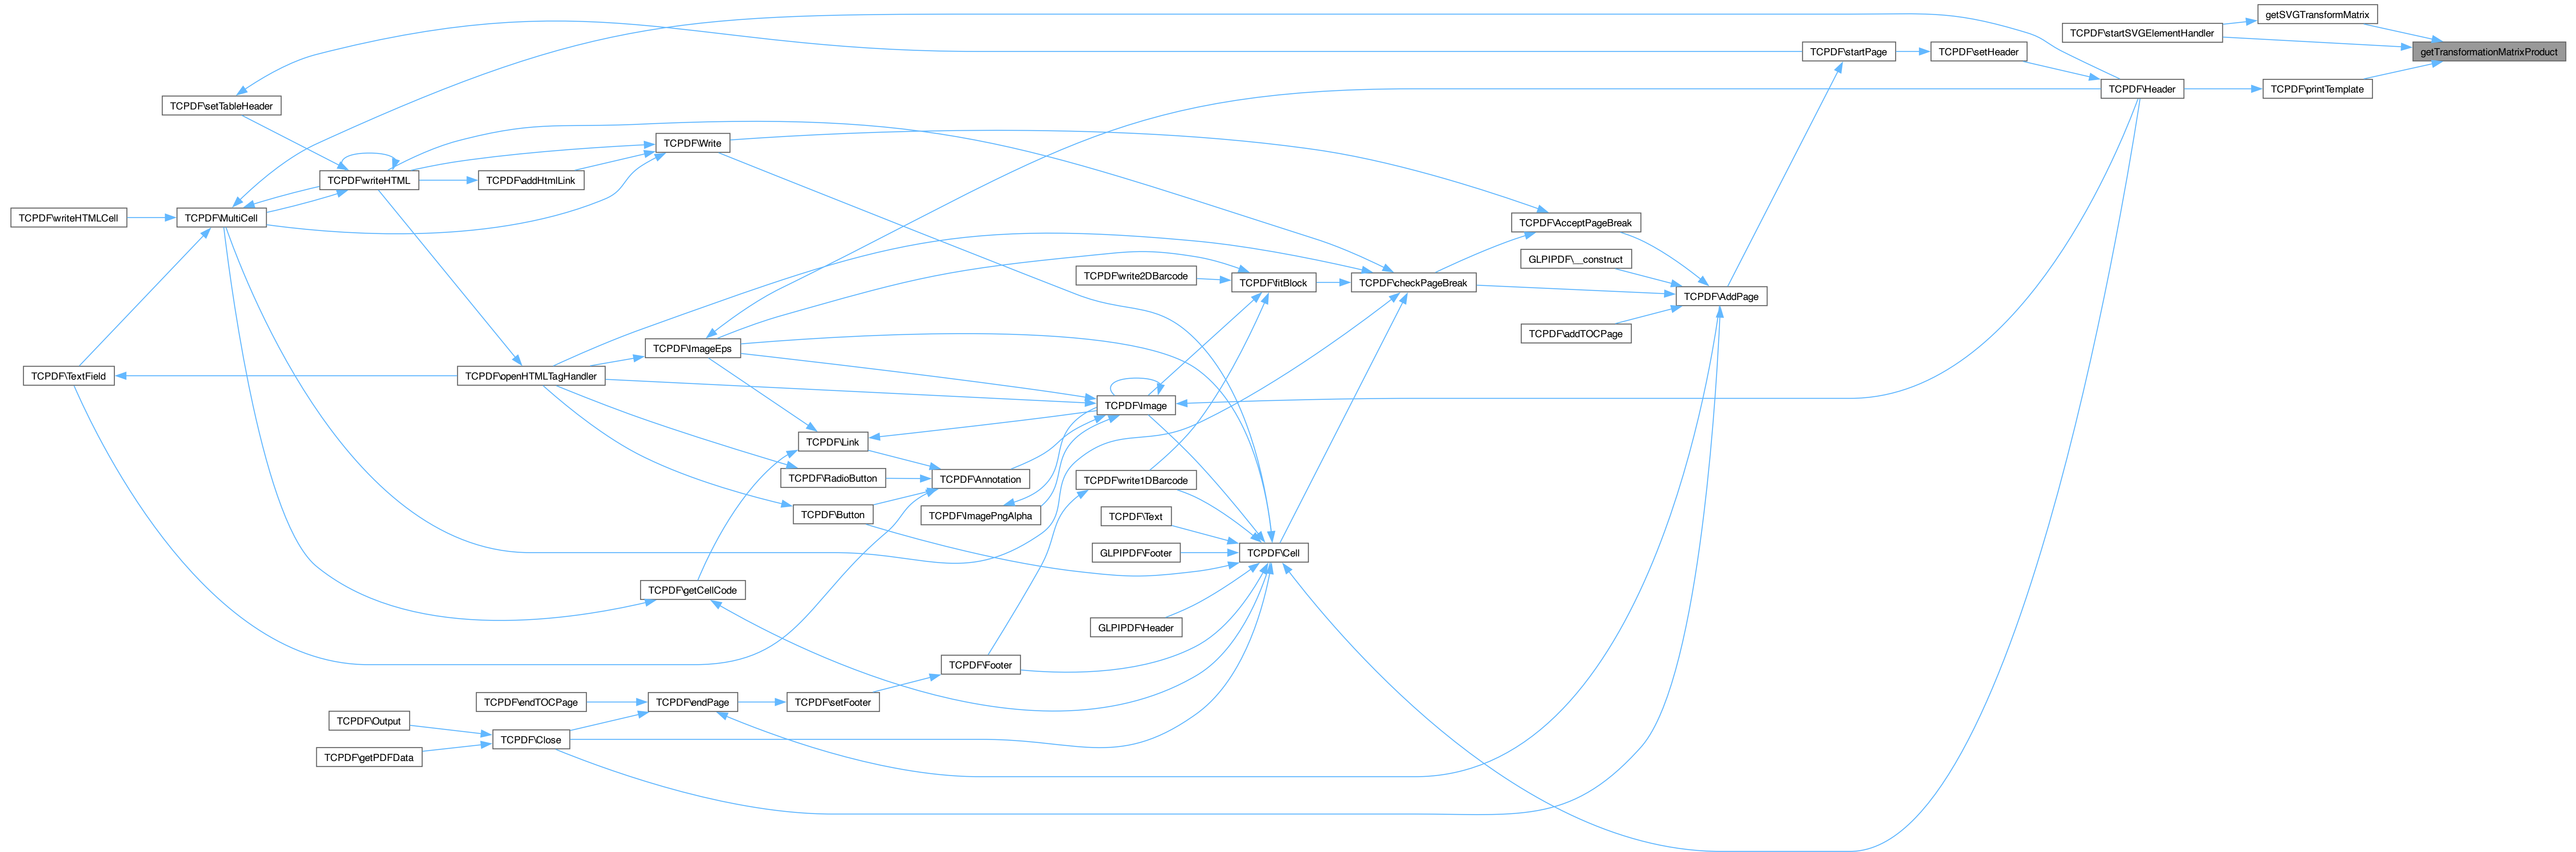 getSVGTransformMatrix
TCPDF\startSVGElementHandler
TCPDF\startPage
TCPDF\setHeader
getTransformationMatrixProduct
TCPDF\Header
TCPDF\printTemplate
TCPDF\setTableHeader
TCPDF\Write
TCPDF\writeHTML
TCPDF\addHtmlLink
TCPDF\writeHTMLCell
TCPDF\MultiCell
TCPDF\AcceptPageBreak
GLPIPDF\__construct
TCPDF\write2DBarcode
TCPDF\fitBlock
TCPDF\checkPageBreak
TCPDF\AddPage
TCPDF\addTOCPage
TCPDF\ImageEps
TCPDF\TextField
TCPDF\openHTMLTagHandler
TCPDF\Image
TCPDF\Link
TCPDF\RadioButton
TCPDF\Annotation
TCPDF\write1DBarcode
TCPDF\Button
TCPDF\ImagePngAlpha
TCPDF\Text
GLPIPDF\Footer
TCPDF\Cell
TCPDF\getCellCode
GLPIPDF\Header
TCPDF\Footer
TCPDF\endTOCPage
TCPDF\endPage
TCPDF\setFooter
TCPDF\Output
TCPDF\Close
TCPDF\getPDFData